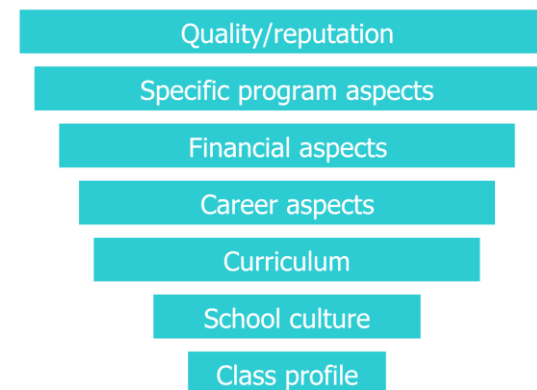 Quality/reputation
Specific program aspects
Financial aspects
Career aspects
Curriculum
School culture
Class profile